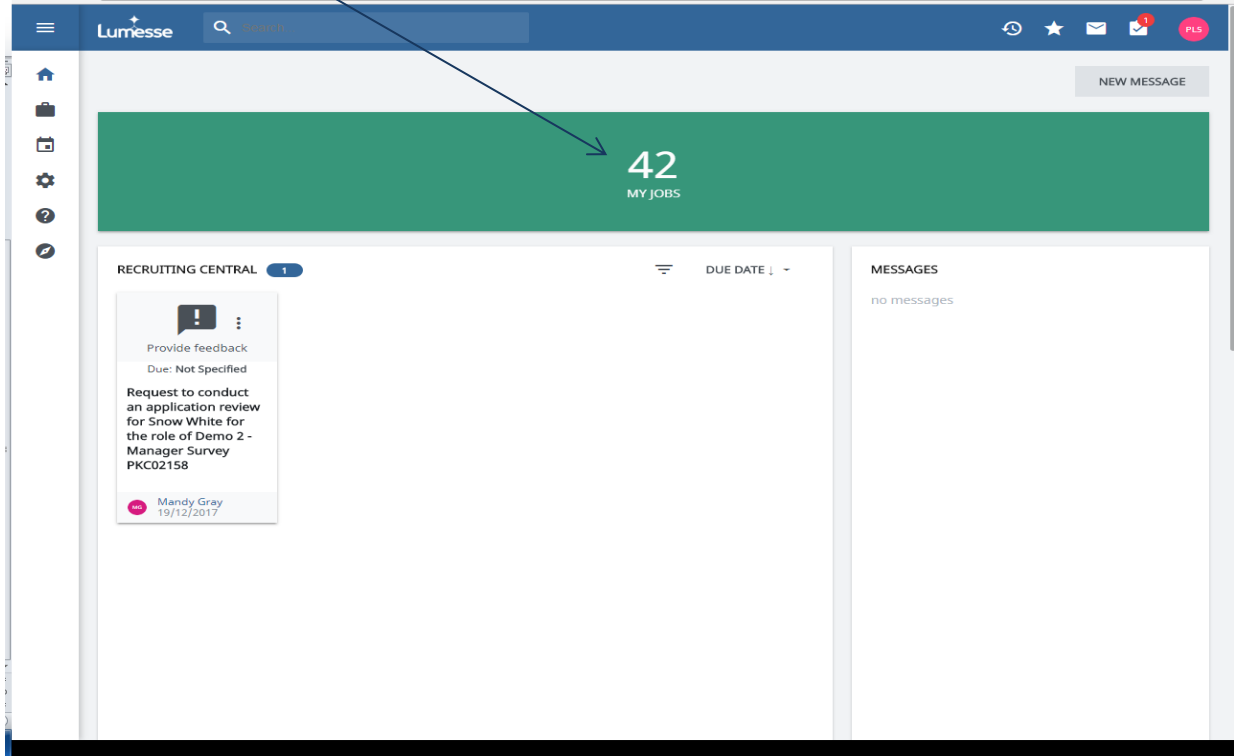 Lumesse
Search
1
PLS
NEW MESSAGE
42
MY JOBS
RECRUITING CENTRAL 1
DUE DATE ↓
MESSAGES
no messages
Provide feedback
Due: Not Specified
Request to conduct
an application review
for Snow White for
the role of Demo 2 -
Manager Survey
PKC02158
MG
Mandy Gray
19/12/2017